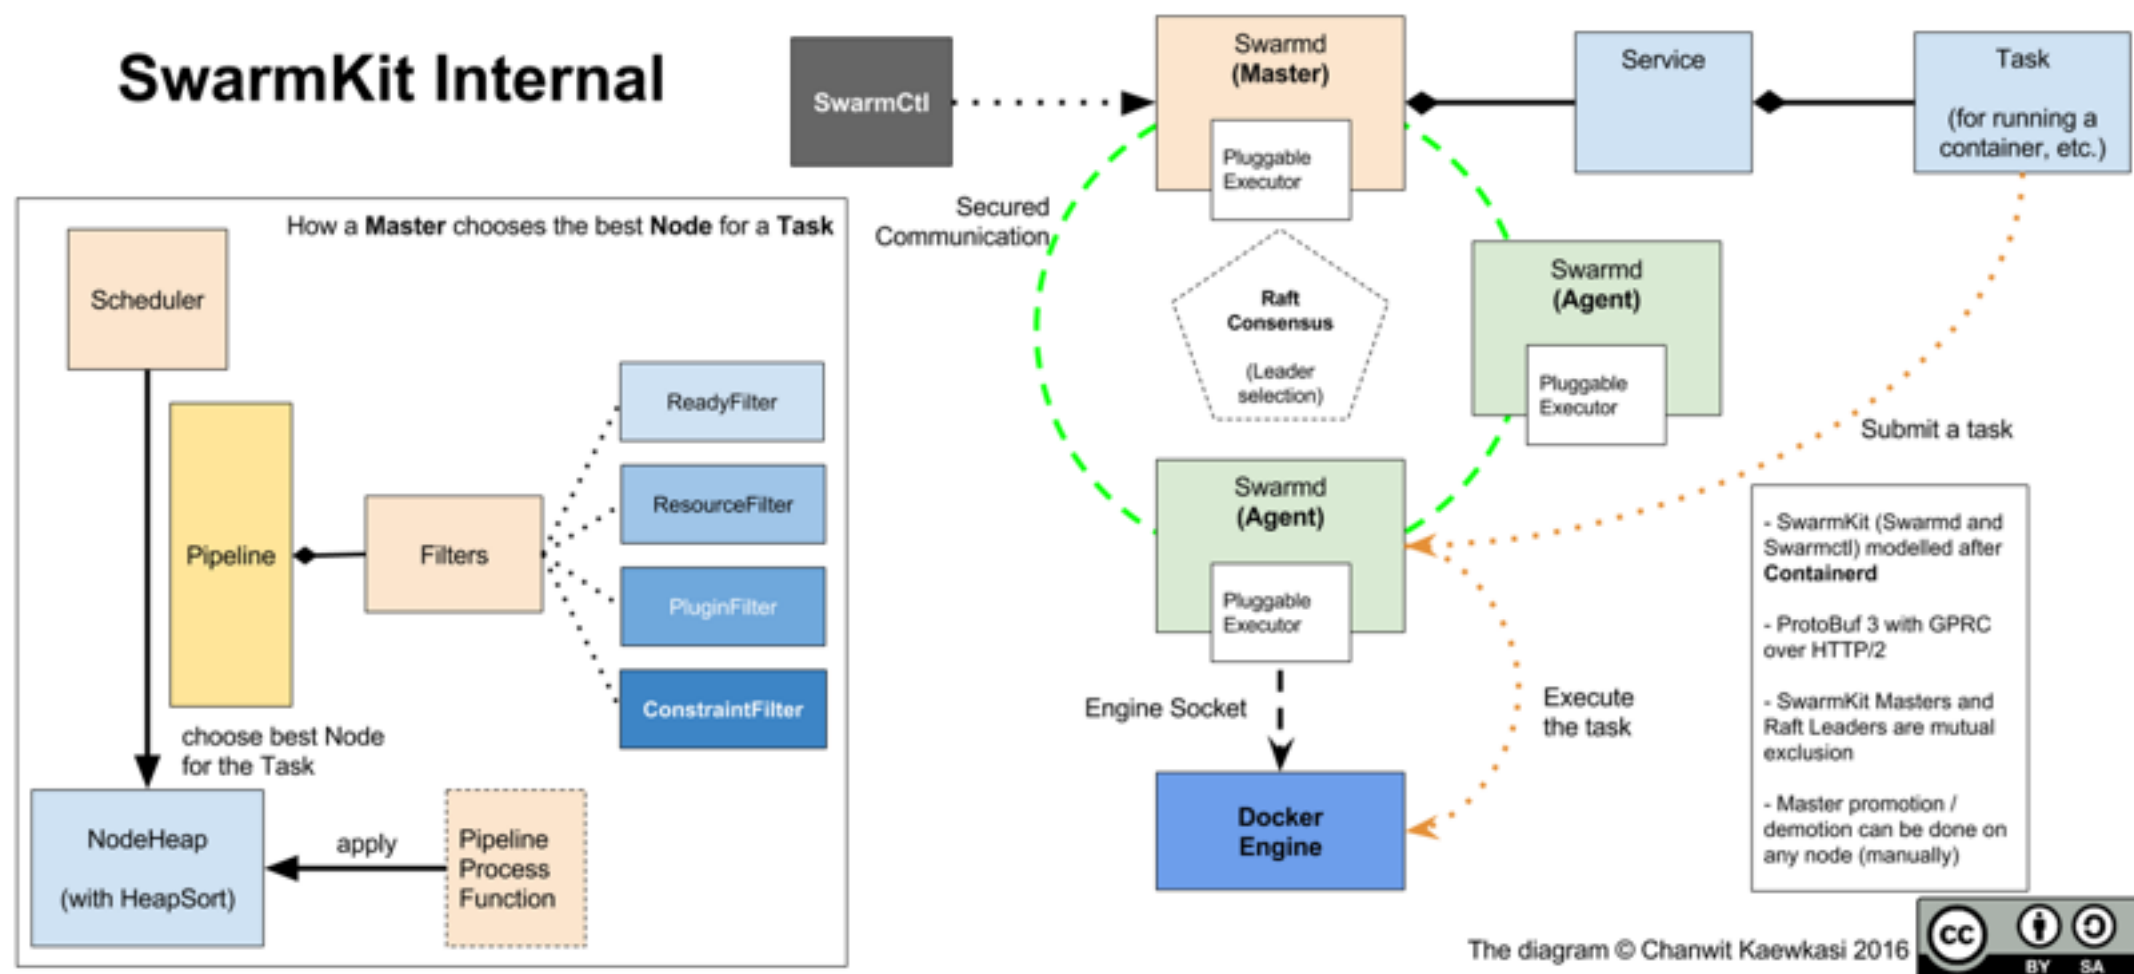 SwarmKit Internal
SwarmCtl
Swarmd
(Master)
Pluggable
Executor
Service
Task
(for running a
container, etc.)
How a Master chooses the best Node for a Task
Scheduler
Pipeline
Filters
ReadyFilter
ResourceFilter
PluginFilter
ConstraintFilter
choose best Node
for the Task
NodeHeap
(with HeapSort)
apply
Pipeline
Process
Function
Secured
Communication
Raft
Consensus
(Leader
selection)
Swarmd
(Agent)
Pluggable
Executor
Submit a task
Swarmd
(Agent)
Pluggable
Executor
Engine Socket
Execute
the task
Docker
Engine
- SwarmKit (Swarmd and
Swarmctl) modelled after
Containerd
- ProtoBuf 3 with GPRC
over HTTP/2
- SwarmKit Masters and
Raft Leaders are mutual
exclusion
- Master promotion /
demotion can be done on
any node (manually)
The diagram © Chanwit Kaewkasi 2016
cc
BY SA